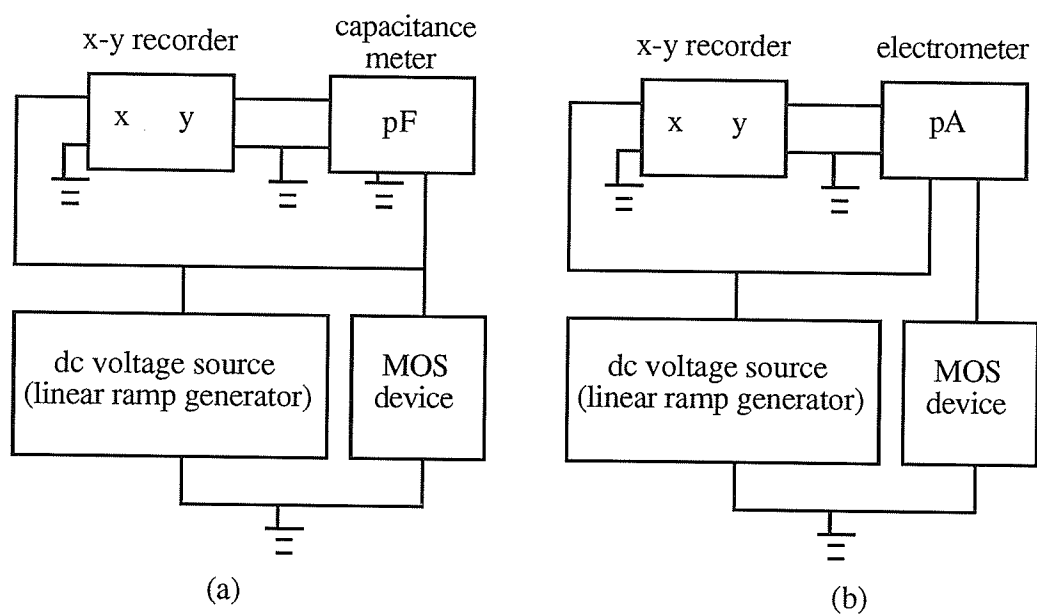 x-y recorder
capacitance
meter
x y
pF
dc voltage source
(linear ramp generator)
MOS
device
(a)
x-y recorder
electrometer
x y
pA
dc voltage source
(linear ramp generator)
MOS
device
(b)